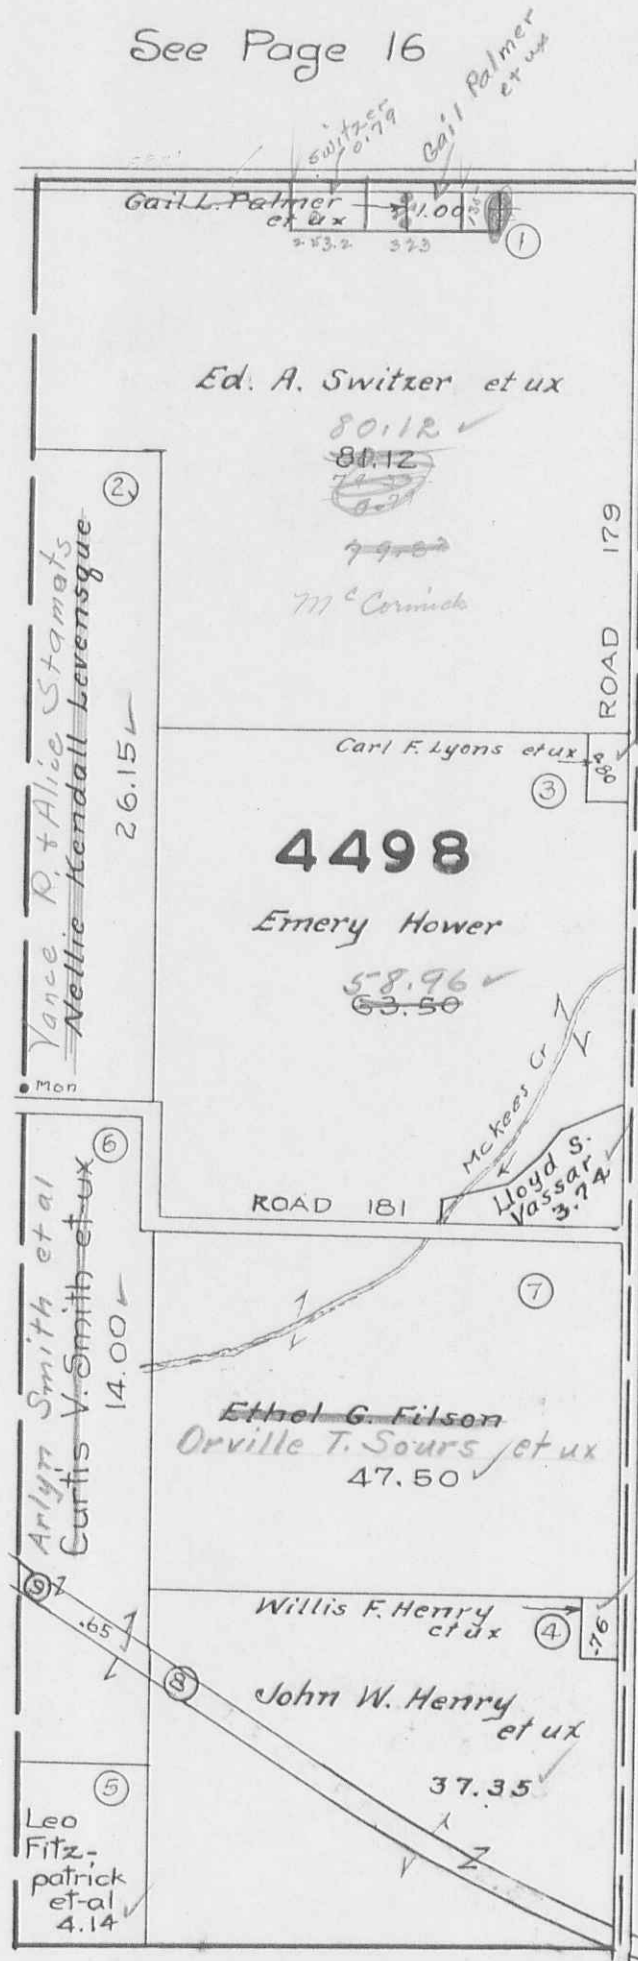 See Page 16
Switzer
0.79
Gail Palmer
et ux
Gail L. Palmer
et ux
1.00
253.2
323
1
Ed. A. Switzer et ux
80.12 ✓
81.12
79.83
McCormick
ROAD 179
2
Vance R. + Alice Stamats
Nellie Kendall Levensque
26.15 ✓
Carl F. Lyons et ux
.80
3
4498
Emery Hower
58.96 ✓
63.50
Mon
McKees Cr
Lloyd S.
Vassar
3.74 ✓
ROAD 181
6
Arlyn Smith et al
Curtis V. Smith et ux
14.00 ✓
7
Ethel G. Filson
Orville T. Sours et ux
47.50 ✓
9
.65
8
Willis F. Henry
et ux
4
.76
John W. Henry
et ux
37.35 ✓
Z
5
Leo
Fitz-
patrick
et-al
4.14 ✓